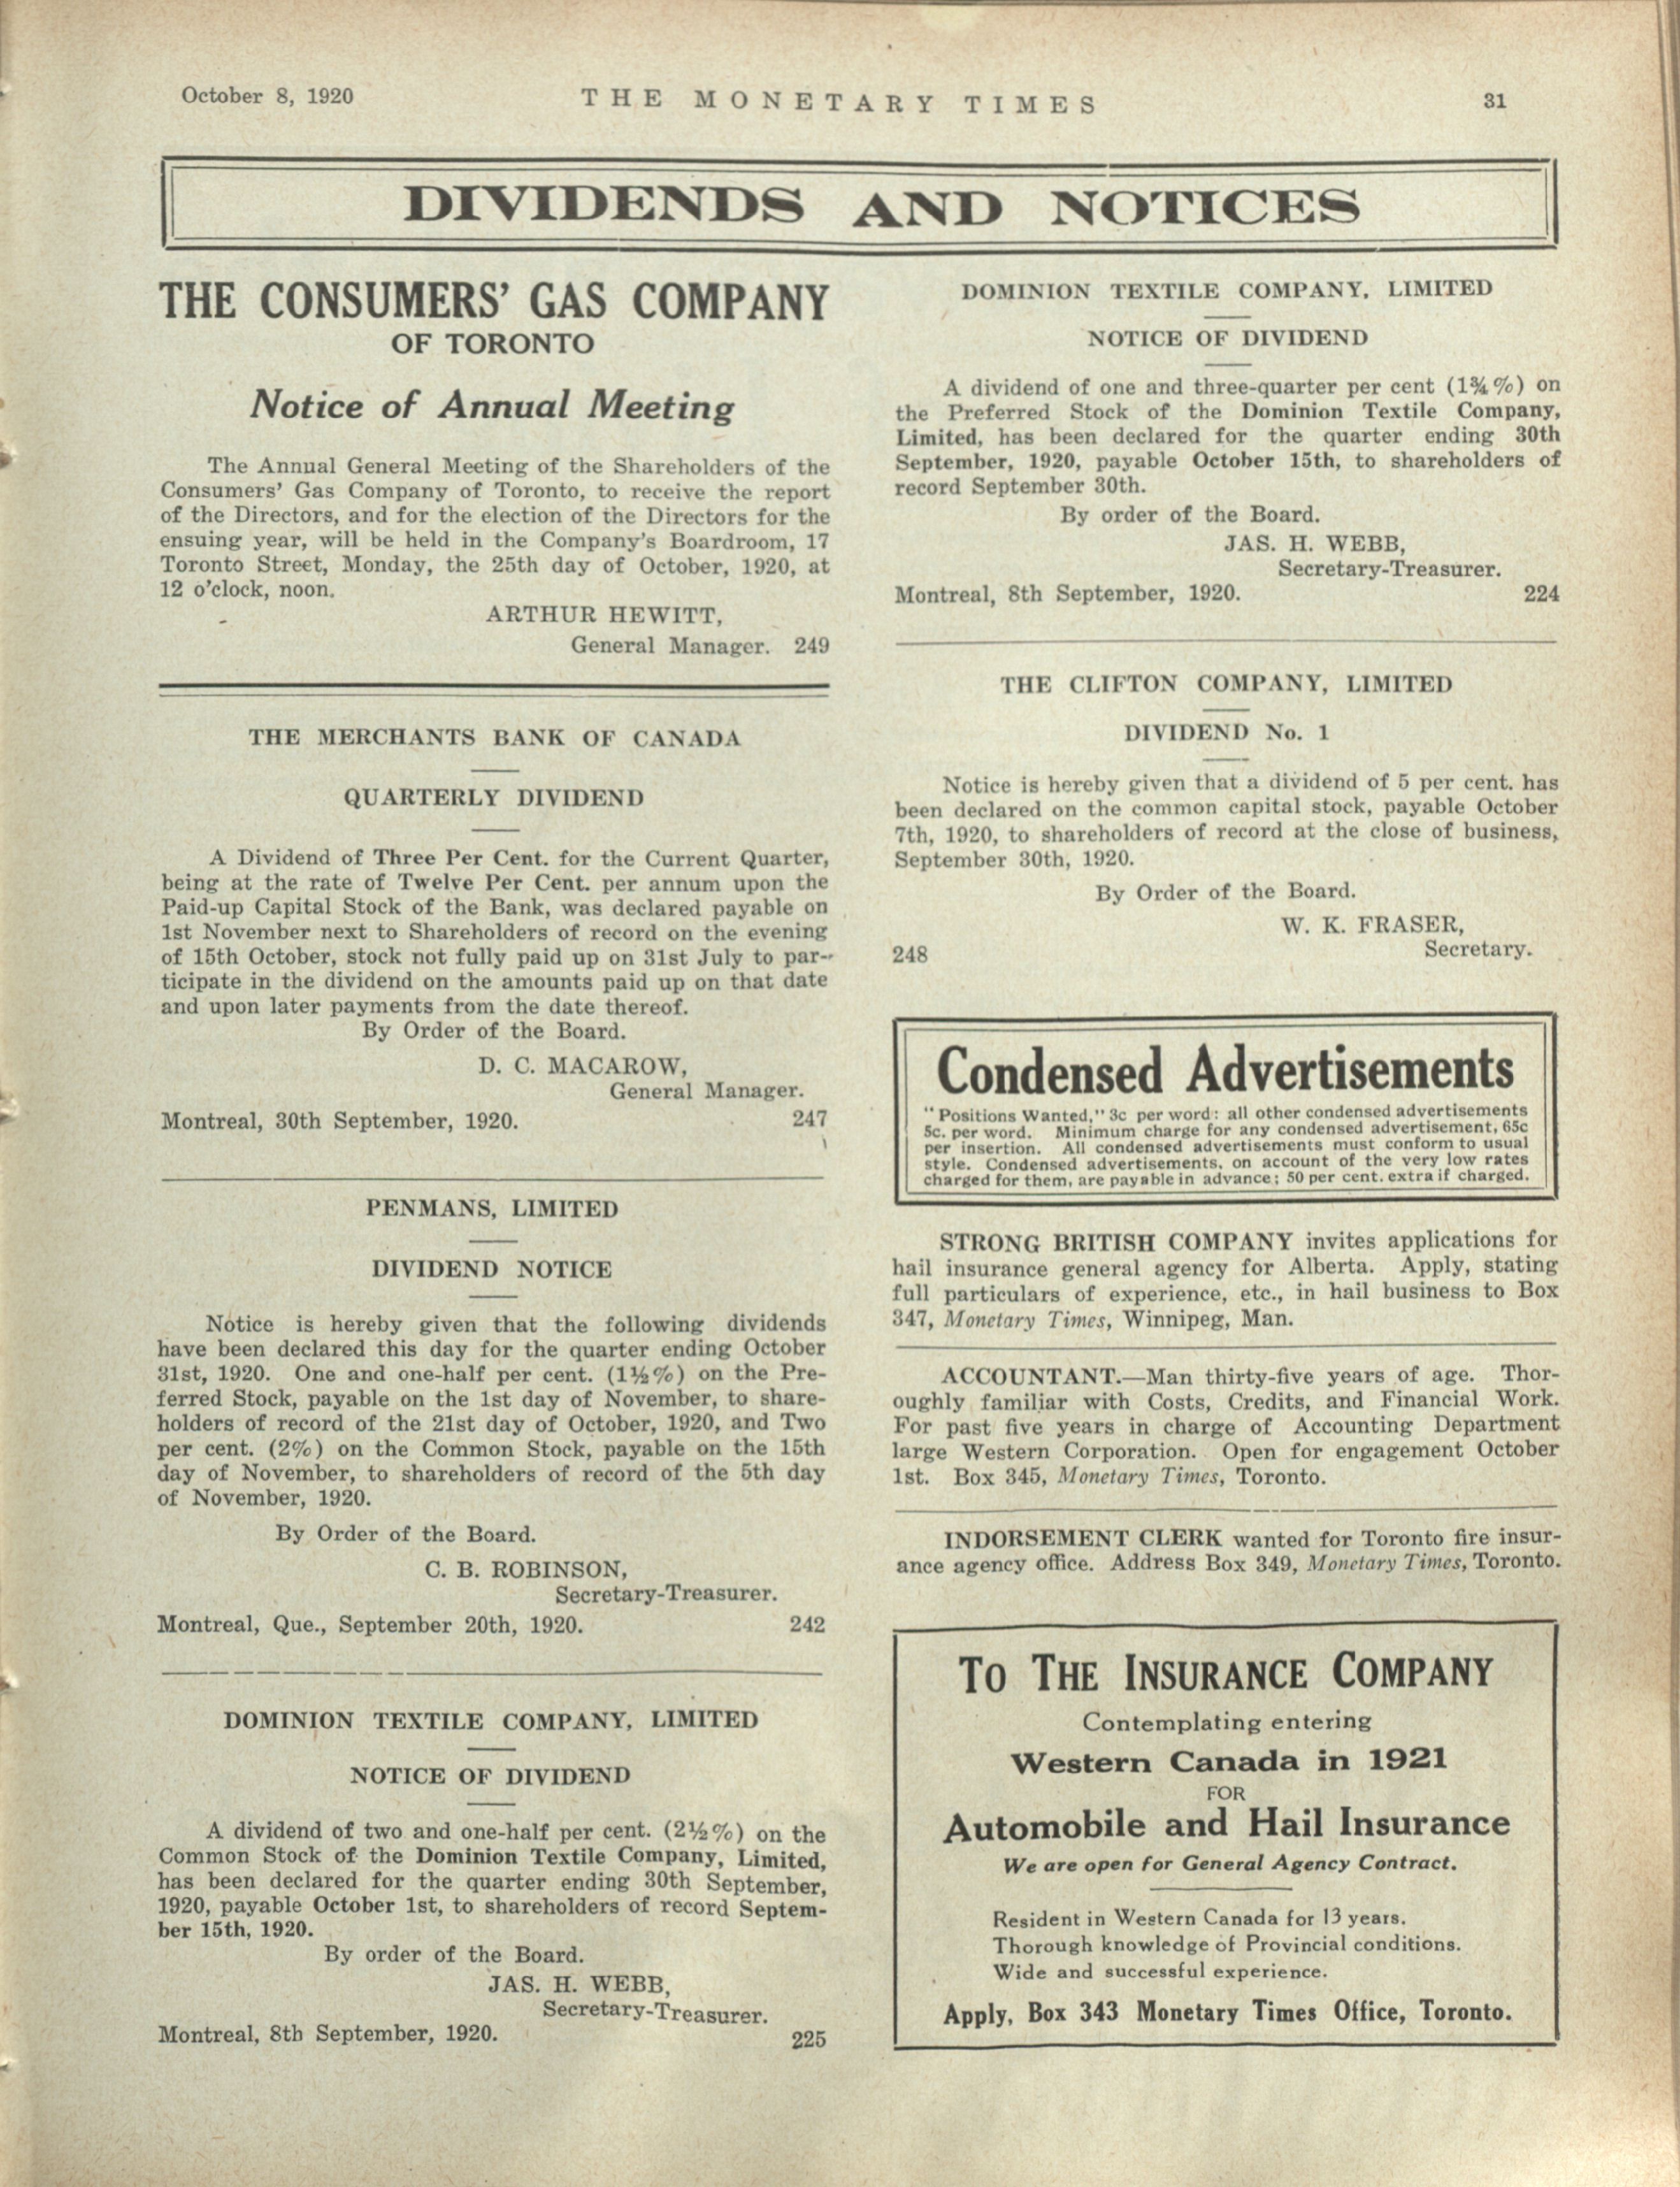 October 8, 1920
THE MONETARY TIMES
31
DIVIDENDS AND NOTICES
THE CONSUMERS' GAS COMPANY
OF TORONTO
Notice of Annual Meeting
The Annual General Meeting of the Shareholders of the
Consumers' Gas Company of Toronto, to receive the report
of the Directors, and for the election of the Directors for the
ensuing year, will be held in the Company's Boardroom, 17
Toronto Street, Monday, the 25th day of October, 1920, at
12 o'clock, noon.
ARTHUR HEWITT,
General Manager. 249
THE MERCHANTS BANK OF CANADA
QUARTERLY DIVIDEND
A Dividend of Three Per Cent. for the Current Quarter,
being at the rate of Twelve Per Cent. per annum upon the
Paid-up Capital Stock of the Bank, was declared payable on
1st November next to Shareholders of record on the evening
of 15th October, stock not fully paid up on 31st July to par-
ticipate in the dividend on the amounts paid up on that date
and upon later payments from the date thereof.
By Order of the Board.
D. C. MACAROW,
General Manager.
Montreal, 30th September, 1920. 247
PENMANS, LIMITED
DIVIDEND NOTICE
Notice is hereby given that the following dividends
have been declared this day for the quarter ending October
31st, 1920. One and one-half per cent. (1½%) on the Pre-
ferred Stock, payable on the 1st day of November, to share-
holders of record of the 21st day of October, 1920, and Two
per cent. (2%) on the Common Stock, payable on the 15th
day of November, to shareholders of record of the 5th day
of November, 1920.
By Order of the Board.
C. B. ROBINSON,
Secretary-Treasurer.
Montreal, Que., September 20th, 1920. 242
DOMINION TEXTILE COMPANY, LIMITED
NOTICE OF DIVIDEND
A dividend of two and one-half per cent. (2½%) on the
Common Stock of the Dominion Textile Company, Limited,
has been declared for the quarter ending 30th September,
1920, payable October 1st, to shareholders of record Septem-
ber 15th, 1920.
By order of the Board.
JAS. H. WEBB,
Secretary-Treasurer.
Montreal, 8th September, 1920. 225
DOMINION TEXTILE COMPANY, LIMITED
NOTICE OF DIVIDEND
A dividend of one and three-quarter per cent (1¾%) on
the Preferred Stock of the Dominion Textile Company,
Limited, has been declared for the quarter ending 30th
September, 1920, payable October 15th, to shareholders of
record September 30th.
By order of the Board.
JAS. H. WEBB,
Secretary-Treasurer.
Montreal, 8th September, 1920. 224
THE CLIFTON COMPANY, LIMITED
DIVIDEND No. 1
Notice is hereby given that a dividend of 5 per cent. has
been declared on the common capital stock, payable October
7th, 1920, to shareholders of record at the close of business,
September 30th, 1920.
By Order of the Board.
W. K. FRASER,
248 Secretary.
Condensed Advertisements
"Positions Wanted," 3c per word: all other condensed advertisements
5c. per word. Minimum charge for any condensed advertisement, 65c
per insertion. All condensed advertisements must conform to usual
style. Condensed advertisements, on account of the very low rates
charged for them, are payable in advance; 50 per cent. extra if charged.
STRONG BRITISH COMPANY invites applications for
hail insurance general agency for Alberta. Apply, stating
full particulars of experience, etc., in hail business to Box
347, Monetary Times, Winnipeg, Man.
ACCOUNTANT.—Man thirty-five years of age. Thor-
oughly familiar with Costs, Credits, and Financial Work.
For past five years in charge of Accounting Department
large Western Corporation. Open for engagement October
1st. Box 345, Monetary Times, Toronto.
INDORSEMENT CLERK wanted for Toronto fire insur-
ance agency office. Address Box 349, Monetary Times, Toronto.
TO THE INSURANCE COMPANY
Contemplating entering
Western Canada in 1921
FOR
Automobile and Hail Insurance
We are open for General Agency Contract.
Resident in Western Canada for 13 years.
Thorough knowledge of Provincial conditions.
Wide and successful experience.
Apply, Box 343 Monetary Times Office, Toronto.